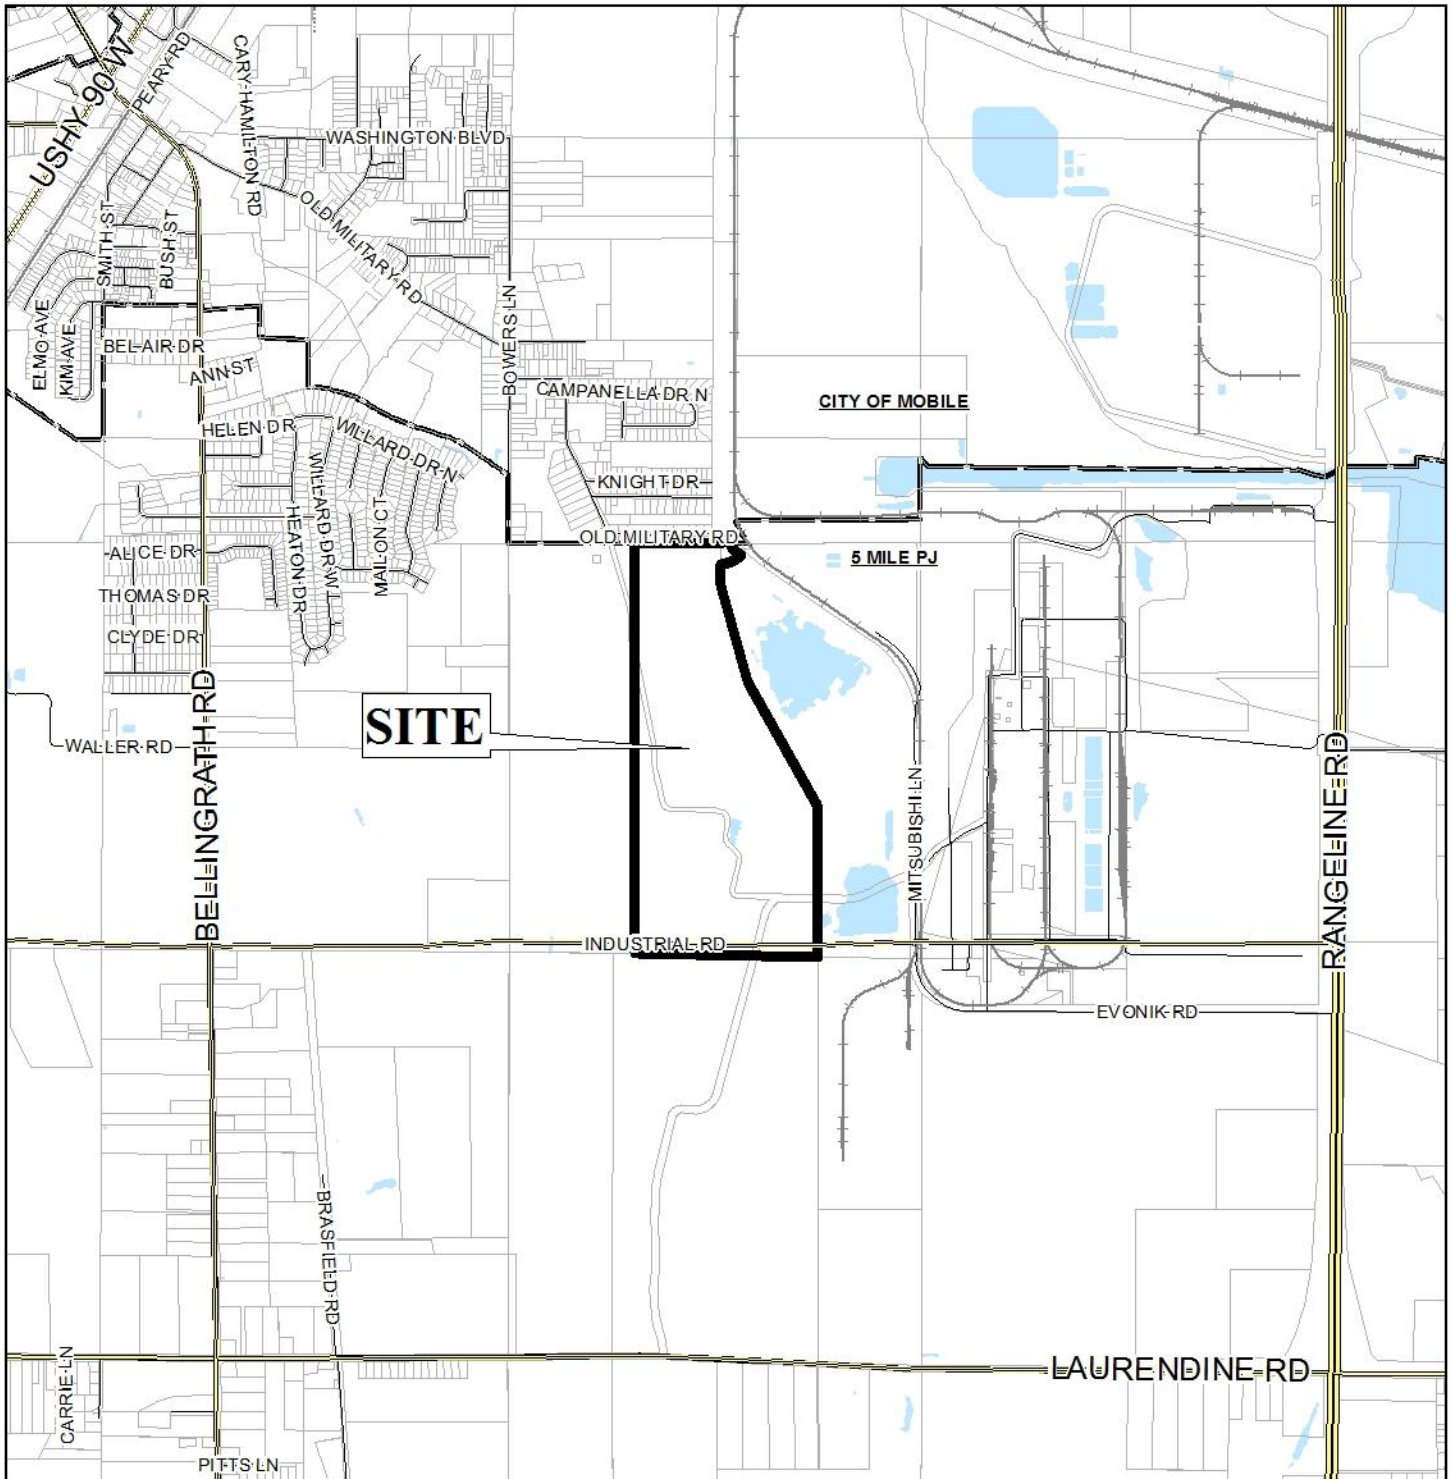 USHY 90 W
PEARY RD
CARY HAMILTON RD
WASHINGTON BLVD
OLD MILITARY RD
SMITH ST
BUSH ST
BOWERS LN
ELMO AVE
KIM AVE
BEL AIR DR
ANN ST
CAMPANELLA DR N
CITY OF MOBILE
HELEN DR
WILLARD DR N
WILLARD DR W
HEATON DR
MAILON CT
KNIGHT DR
OLD MILITARY RD
5 MILE PJ
ALICE DR
THOMAS DR
CLYDE DR
SITE
WALLER RD
BELLINGRATH RD
MITSUBISHI LN
RANGELINE RD
INDUSTRIAL RD
EVONIK RD
BRASFIELD RD
LAURENDINE RD
CARRIE LN
PITTS LN